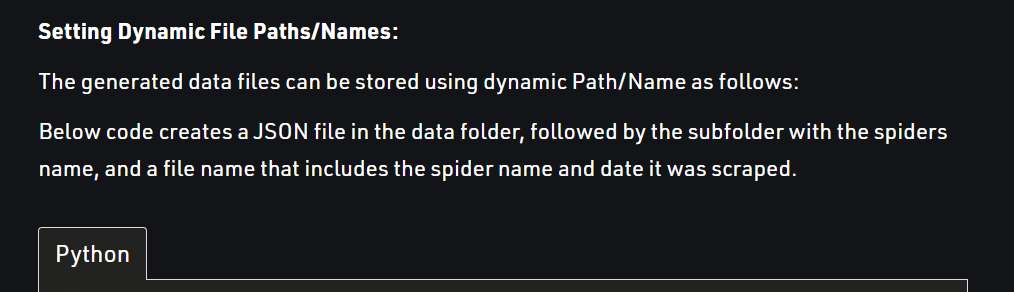 Setting Dynamic File Paths/Names:
The generated data files can be stored using dynamic Path/Name as follows:
Below code creates a JSON file in the data folder, followed by the subfolder with the spiders
name, and a file name that includes the spider name and date it was scraped.
Python